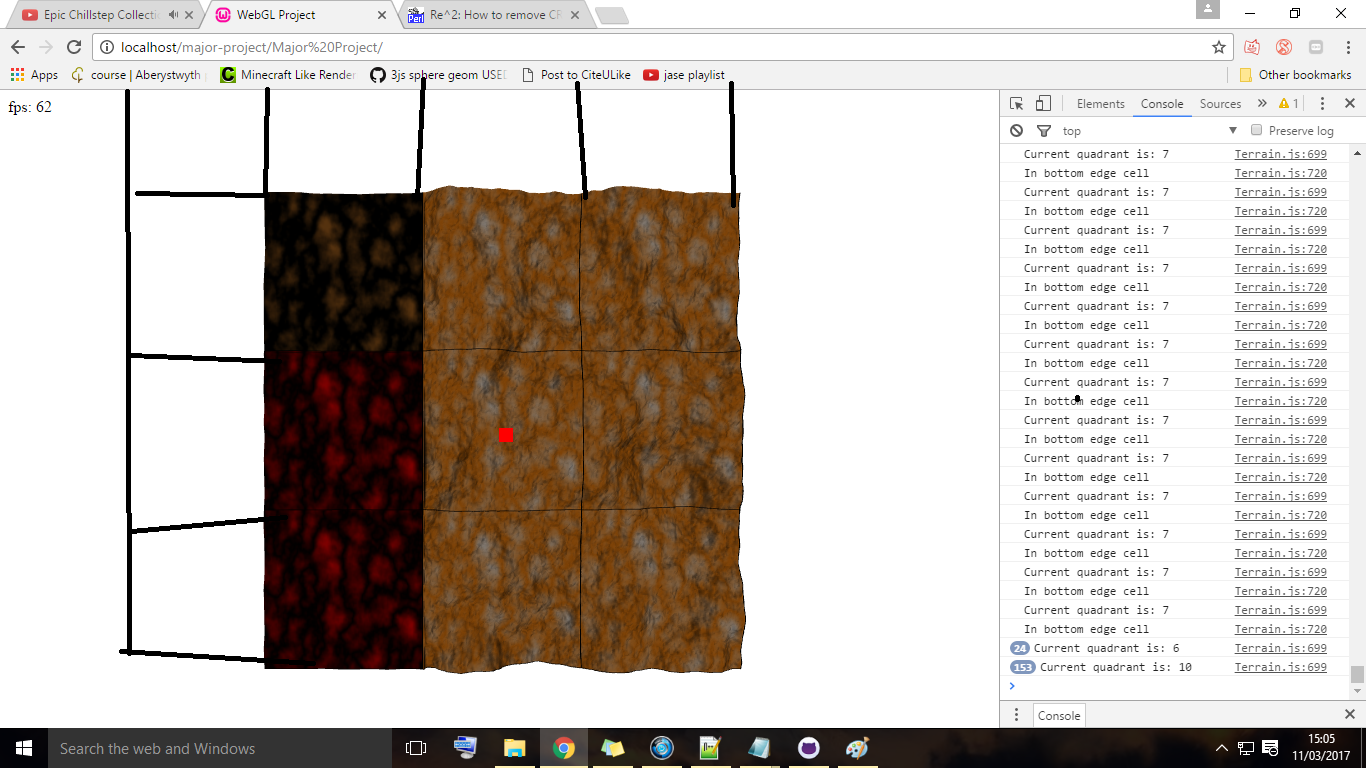 Epic Chillstep Collecti
WebGL Project
Re^2: How to remove CR
localhost/major-project/Major%20Project/
Apps
course | Aberystwyth
Minecraft Like Render
3js sphere geom USED
Post to CiteULike
jase playlist
Other bookmarks
fps: 62
Elements
Console
Sources
»
1
top
Preserve log
Current quadrant is: 7 Terrain.js:699
In bottom edge cell Terrain.js:720
Current quadrant is: 7 Terrain.js:699
In bottom edge cell Terrain.js:720
Current quadrant is: 7 Terrain.js:699
In bottom edge cell Terrain.js:720
Current quadrant is: 7 Terrain.js:699
In bottom edge cell Terrain.js:720
Current quadrant is: 7 Terrain.js:699
In bottom edge cell Terrain.js:720
Current quadrant is: 7 Terrain.js:699
In bottom edge cell Terrain.js:720
Current quadrant is: 7 Terrain.js:699
In bottom edge cell Terrain.js:720
Current quadrant is: 7 Terrain.js:699
In bottom edge cell Terrain.js:720
Current quadrant is: 7 Terrain.js:699
In bottom edge cell Terrain.js:720
Current quadrant is: 7 Terrain.js:699
In bottom edge cell Terrain.js:720
Current quadrant is: 7 Terrain.js:699
In bottom edge cell Terrain.js:720
Current quadrant is: 7 Terrain.js:699
In bottom edge cell Terrain.js:720
Current quadrant is: 7 Terrain.js:699
In bottom edge cell Terrain.js:720
24 Current quadrant is: 6 Terrain.js:699
153 Current quadrant is: 10 Terrain.js:699
Console
Search the web and Windows
15:05
11/03/2017